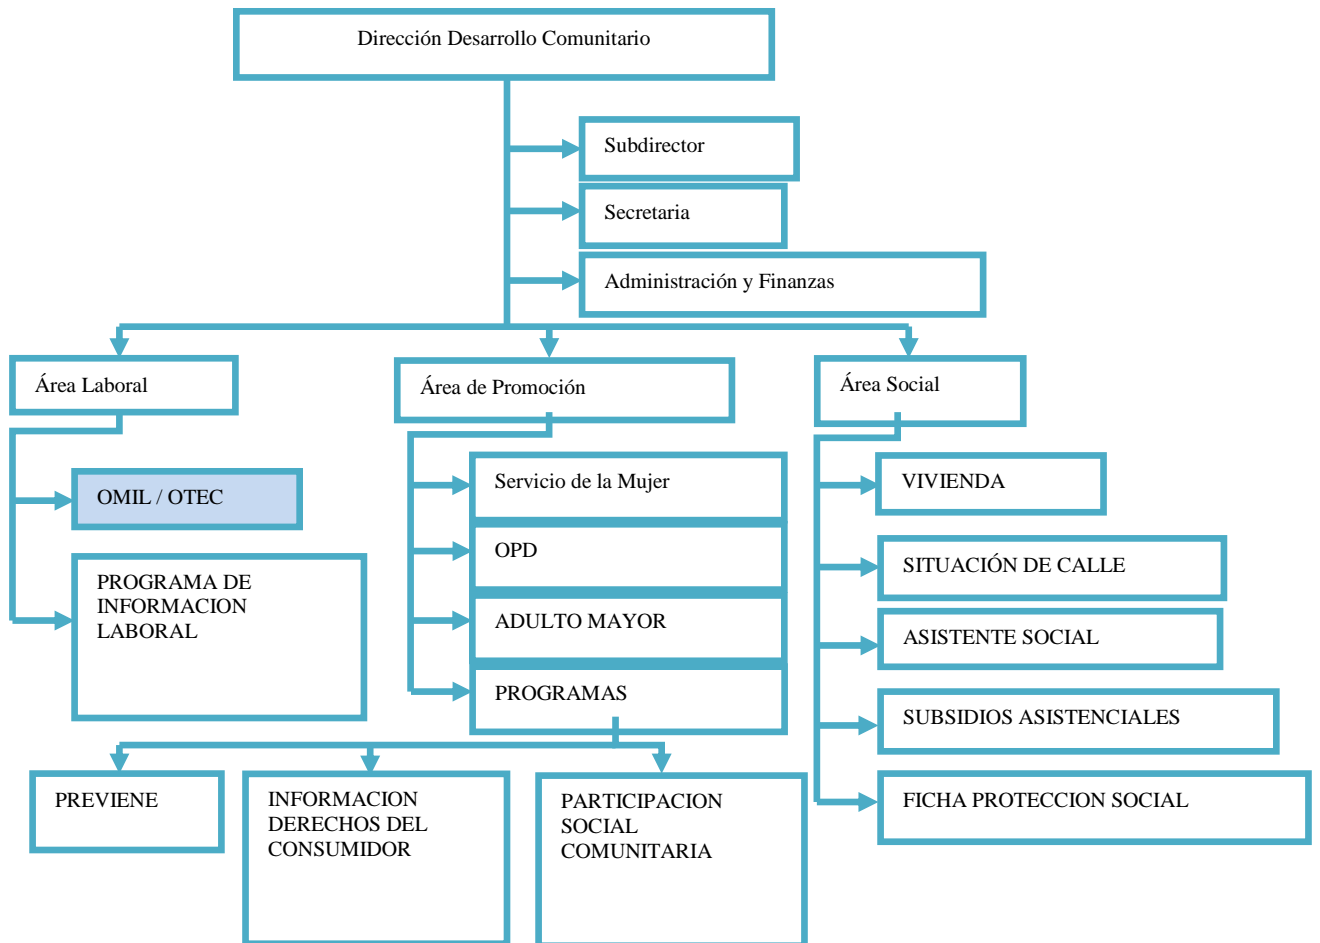 Dirección Desarrollo Comunitario
Subdirector
Secretaria
Administración y Finanzas
Área Laboral
Área de Promoción
Área Social
OMIL / OTEC
PROGRAMA DE
INFORMACION
LABORAL
Servicio de la Mujer
OPD
ADULTO MAYOR
PROGRAMAS
VIVIENDA
SITUACIÓN DE CALLE
ASISTENTE SOCIAL
SUBSIDIOS ASISTENCIALES
FICHA PROTECCION SOCIAL
PREVIENE
INFORMACION
DERECHOS DEL
CONSUMIDOR
PARTICIPACION
SOCIAL
COMUNITARIA